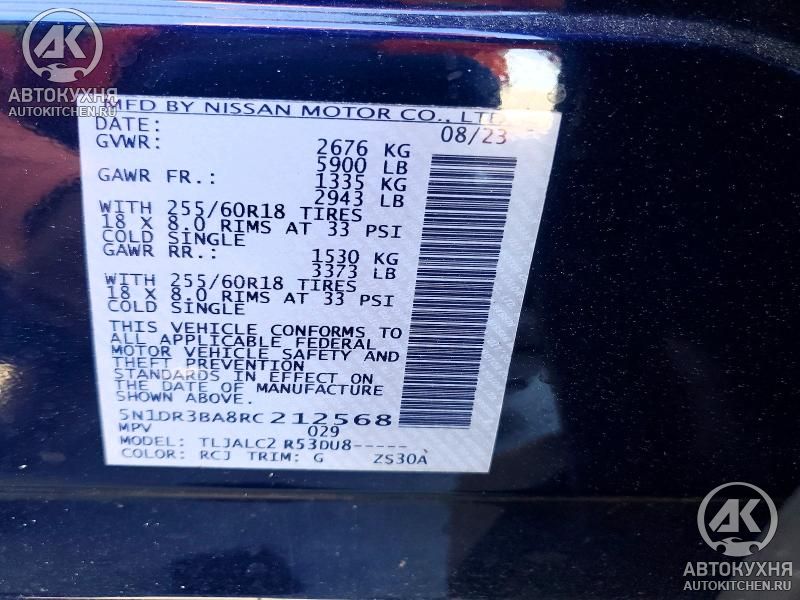 АК
АВТОКУХНЯ
AUTOKITCHEN.RU
MFD BY NISSAN MOTOR CO., LTD
DATE: 08/23
GVWR: 2676 KG
5900 LB
GAWR FR.: 1335 KG
2943 LB
WITH 255/60R18 TIRES
18 X 8.0 RIMS AT 33 PSI
COLD SINGLE
GAWR RR.: 1530 KG
3373 LB
WITH 255/60R18 TIRES
18 X 8.0 RIMS AT 33 PSI
COLD SINGLE
THIS VEHICLE CONFORMS TO
ALL APPLICABLE FEDERAL
MOTOR VEHICLE SAFETY AND
THEFT PREVENTION
STANDARDS IN EFFECT ON
THE DATE OF MANUFACTURE
SHOWN ABOVE
5N1DR3BA8RC212568
MPV 029
MODEL: TLJALC2 R53DU8-----
COLOR: RCJ TRIM: G ZS30A
АК
АВТОКУХНЯ
AUTOKITCHEN.RU